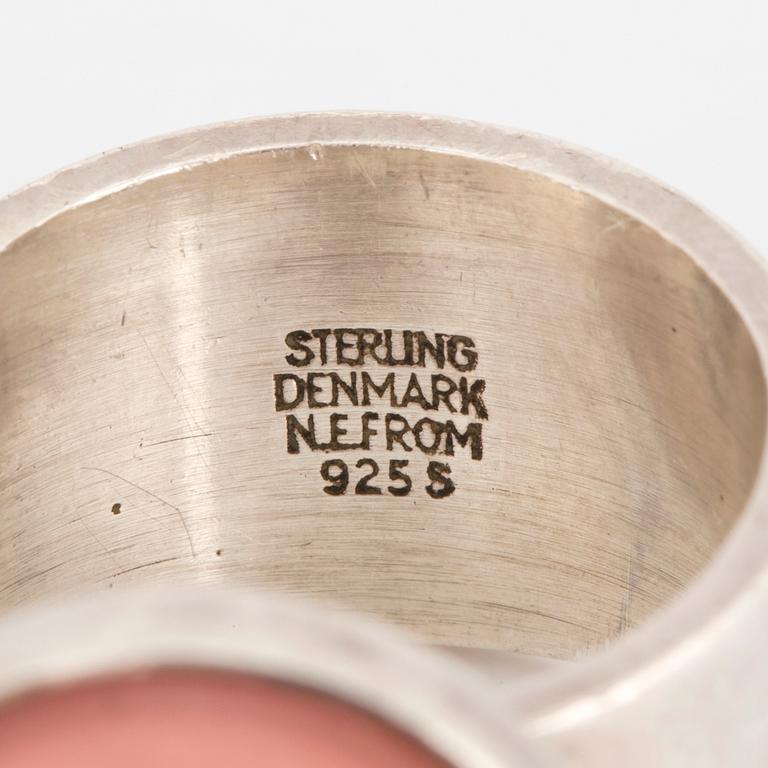 STERLING
DENMARK
N.E.FROM
925 S